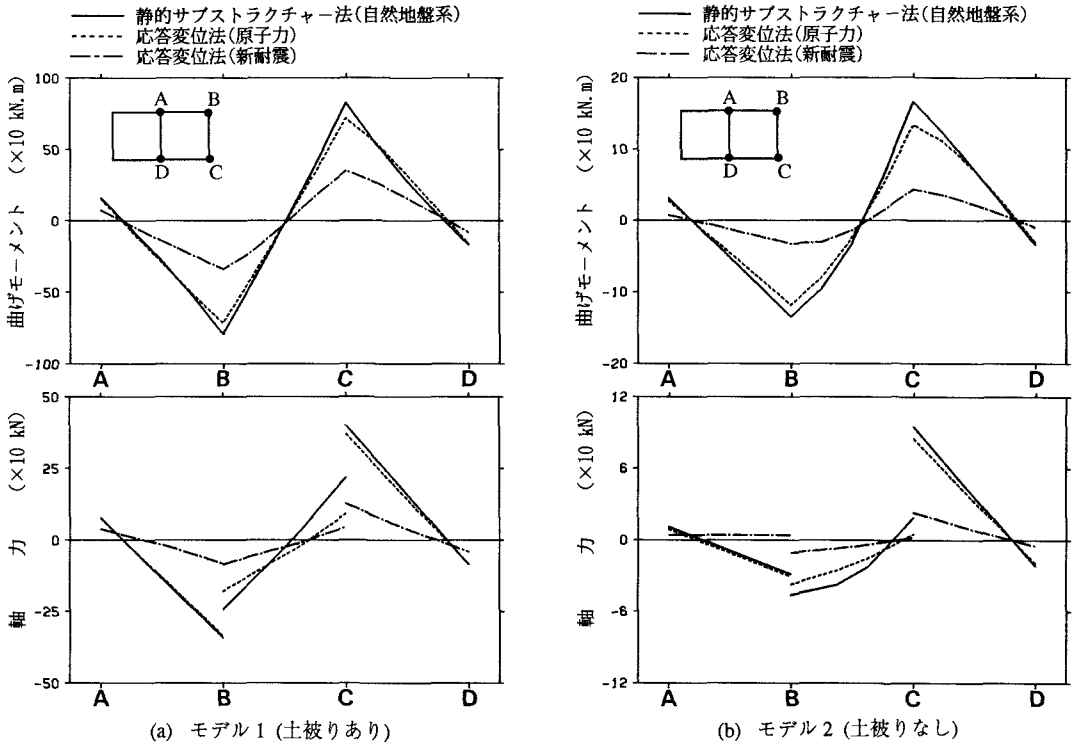 静的サブストラクチャー法(自然地盤系)
応答変位法(原子力)
応答変位法(新耐震)
曲げモーメント (×10 kN.m)
100
50
0
-50
-100
A B
D C
A B C D
軸 力 (×10 kN)
50
25
0
-25
-50
A B C D
(a) モデル1 (土被りあり)
静的サブストラクチャー法(自然地盤系)
応答変位法(原子力)
応答変位法(新耐震)
曲げモーメント (×10 kN.m)
20
10
0
-10
-20
A B
D C
A B C D
軸 力 (×10 kN)
12
6
0
-6
-12
A B C D
(b) モデル2 (土被りなし)